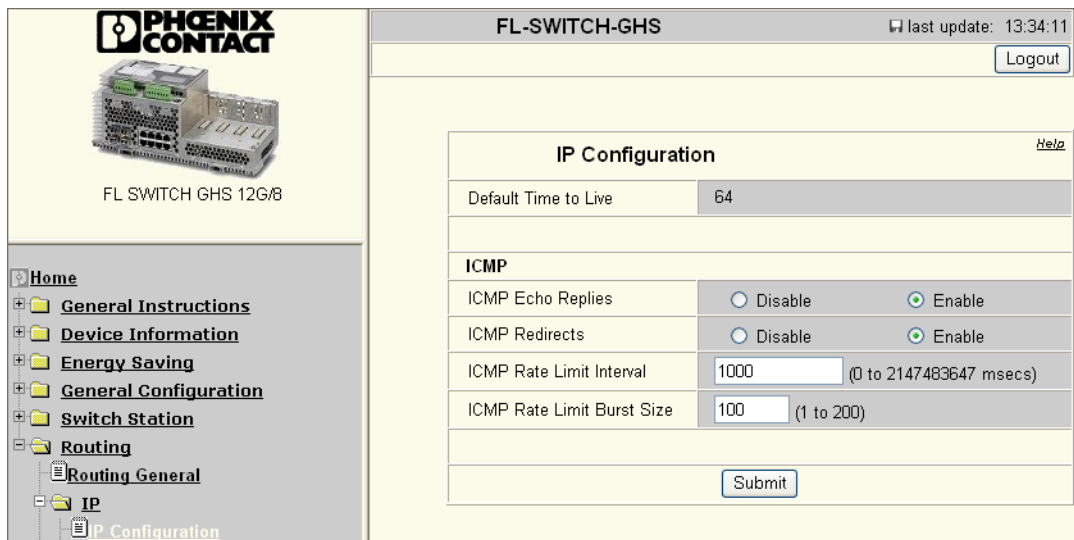 PHŒNIX
CONTACT
FL SWITCH GHS 12G/8
Home
General Instructions
Device Information
Energy Saving
General Configuration
Switch Station
Routing
Routing General
IP
IP Configuration
FL-SWITCH-GHS
last update: 13:34:11
Logout
IP Configuration
Help
Default Time to Live 64
ICMP
ICMP Echo Replies Disable Enable
ICMP Redirects Disable Enable
ICMP Rate Limit Interval 1000 (0 to 2147483647 msecs)
ICMP Rate Limit Burst Size 100 (1 to 200)
Submit